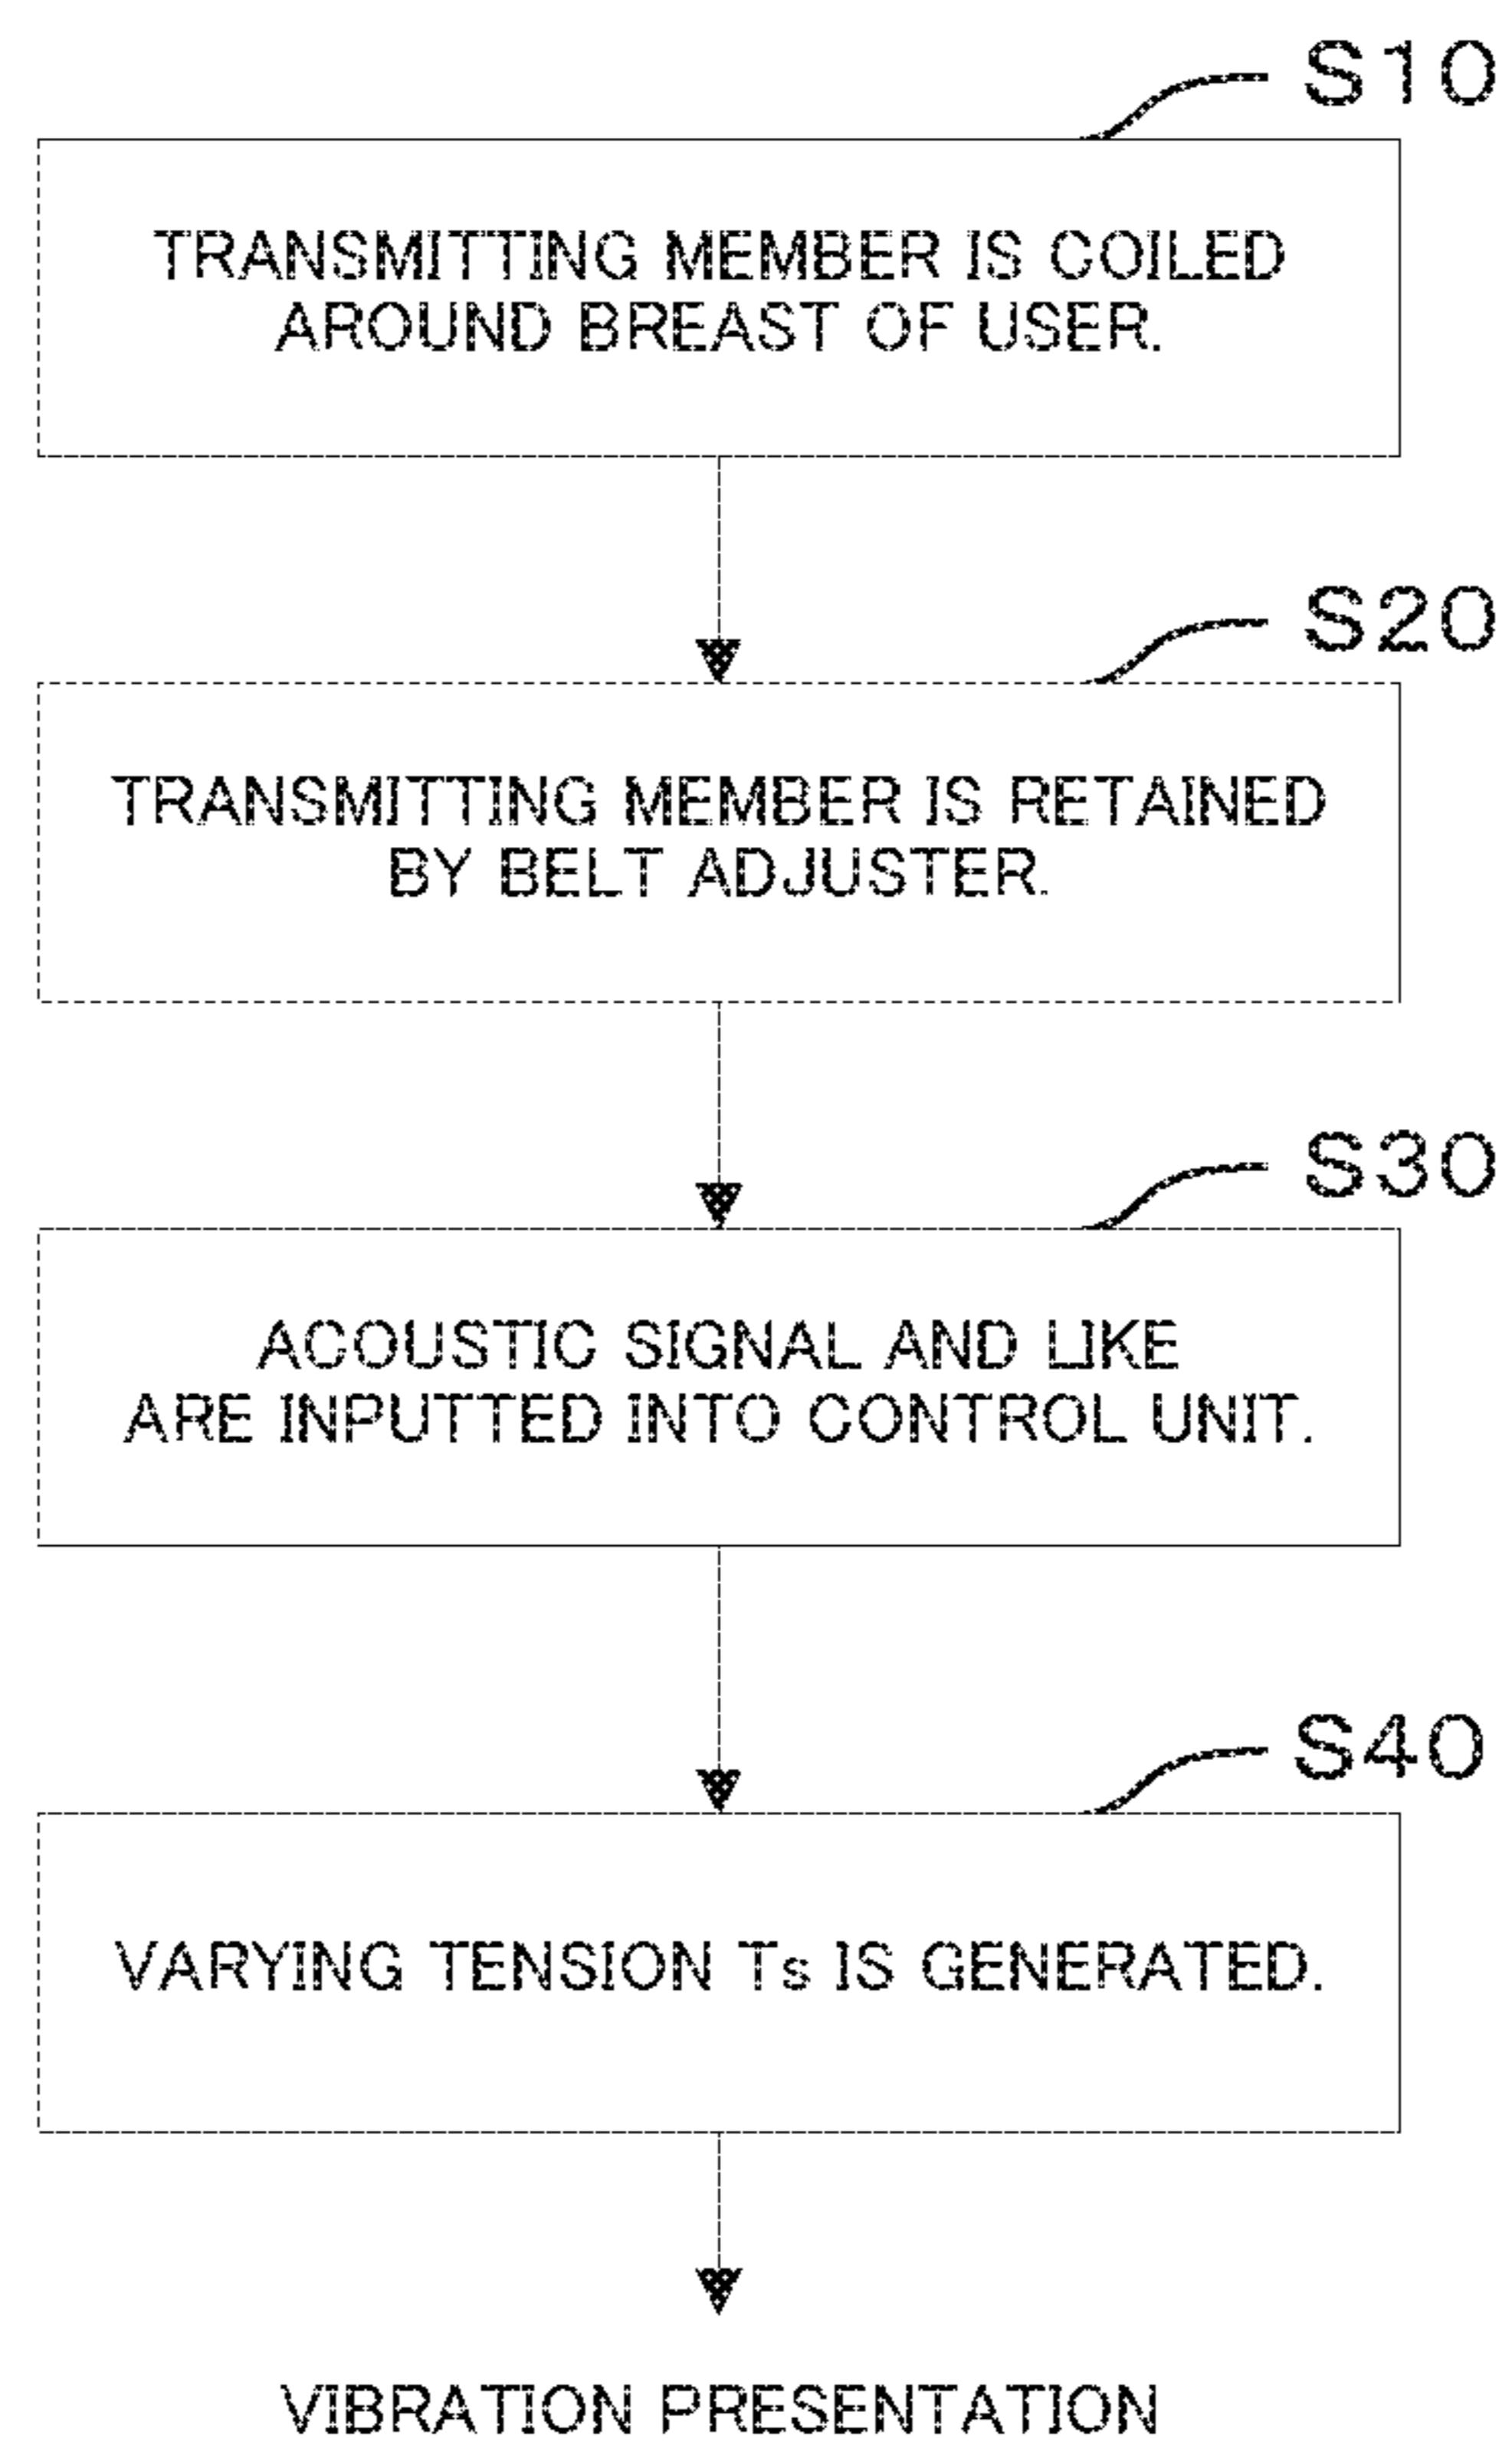 S10
TRANSMITTING MEMBER IS COILED
AROUND BREAST OF USER.
S20
TRANSMITTING MEMBER IS RETAINED
BY BELT ADJUSTER.
S30
ACOUSTIC SIGNAL AND LIKE
ARE INPUTTED INTO CONTROL UNIT.
S40
VARYING TENSION Ts IS GENERATED.
VIBRATION PRESENTATION